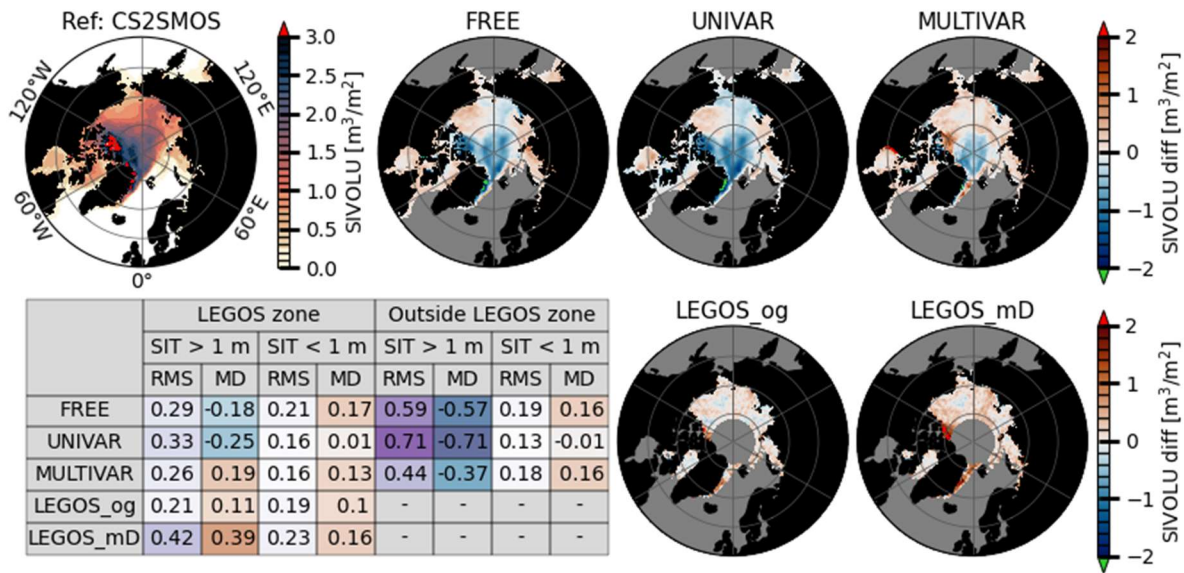 Ref: CS2SMOS
FREE
UNIVAR
MULTIVAR
120°W
120°E
60°W
60°E
0°
3.0
2.5
2.0
1.5
1.0
0.5
0.0
SIVOLU [m³/m²]
2
1
0
−1
−2
SIVOLU diff [m³/m²]
LEGOS zone Outside LEGOS zone
SIT > 1 m SIT < 1 m SIT > 1 m SIT < 1 m
RMS MD RMS MD RMS MD RMS MD
FREE 0.29 -0.18 0.21 0.17 0.59 -0.57 0.19 0.16
UNIVAR 0.33 -0.25 0.16 0.01 0.71 -0.71 0.13 -0.01
MULTIVAR 0.26 0.19 0.16 0.13 0.44 -0.37 0.18 0.16
LEGOS_og 0.21 0.11 0.19 0.1 - - - -
LEGOS_mD 0.42 0.39 0.23 0.16 - - - -
LEGOS_og
LEGOS_mD
2
1
0
−1
−2
SIVOLU diff [m³/m²]